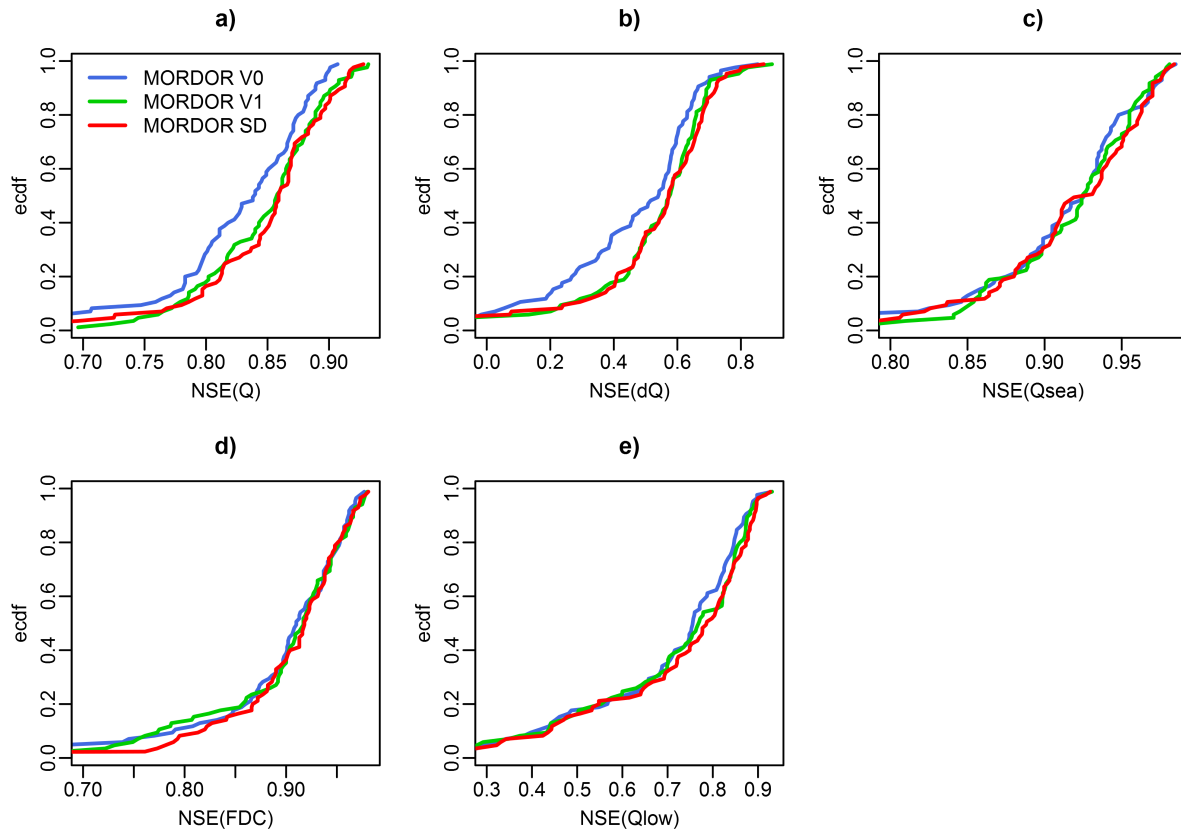 a)
ecdf
0.0 0.2 0.4 0.6 0.8 1.0
MORDOR V0
MORDOR V1
MORDOR SD
0.70 0.75 0.80 0.85 0.90
NSE(Q)
b)
ecdf
0.0 0.2 0.4 0.6 0.8 1.0
0.0 0.2 0.4 0.6 0.8
NSE(dQ)
c)
ecdf
0.0 0.2 0.4 0.6 0.8 1.0
0.80 0.85 0.90 0.95
NSE(Qsea)
d)
ecdf
0.0 0.2 0.4 0.6 0.8 1.0
0.70 0.80 0.90
NSE(FDC)
e)
ecdf
0.0 0.2 0.4 0.6 0.8 1.0
0.3 0.4 0.5 0.6 0.7 0.8 0.9
NSE(Qlow)